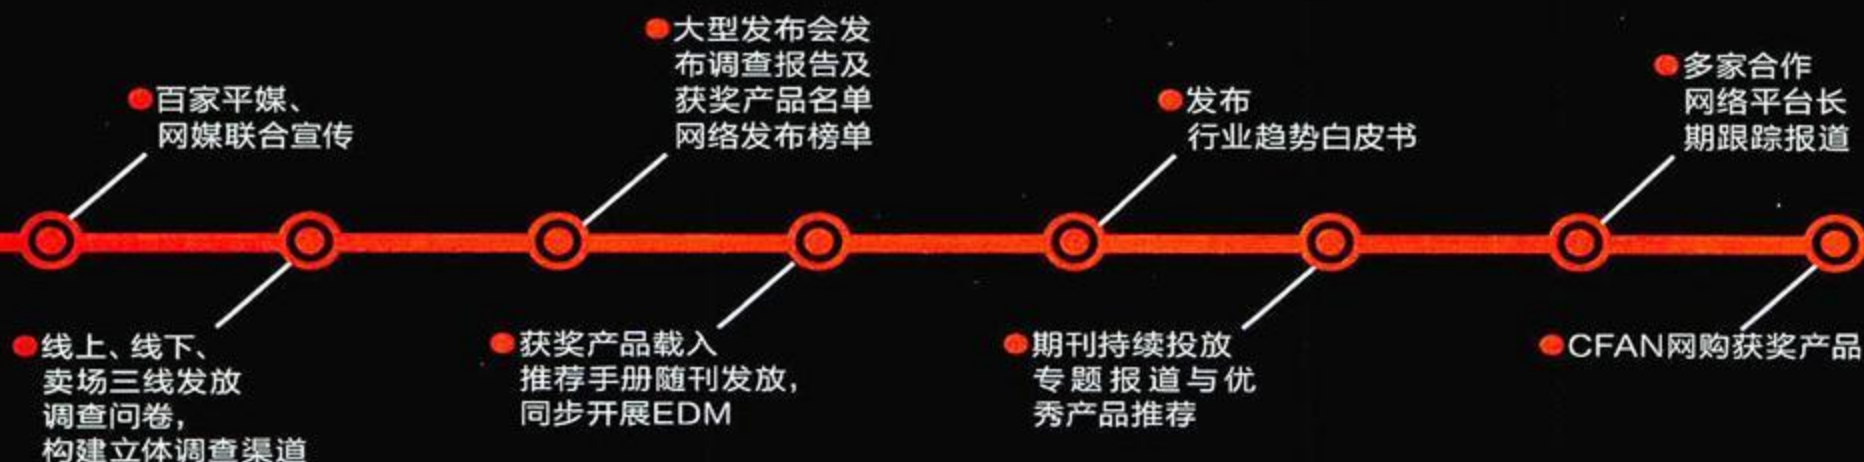 百家平媒、
网媒联合宣传
线上、线下、
卖场三线发放
调查问卷，
构建立体调查渠道
大型发布会发
布调查报告及
获奖产品名单
网络发布榜单
获奖产品载入
推荐手册随刊发放，
同步开展EDM
发布
行业趋势白皮书
期刊持续投放
专题报道与优
秀产品推荐
多家合作
网络平台长
期跟踪报道
CFAN网购获奖产品